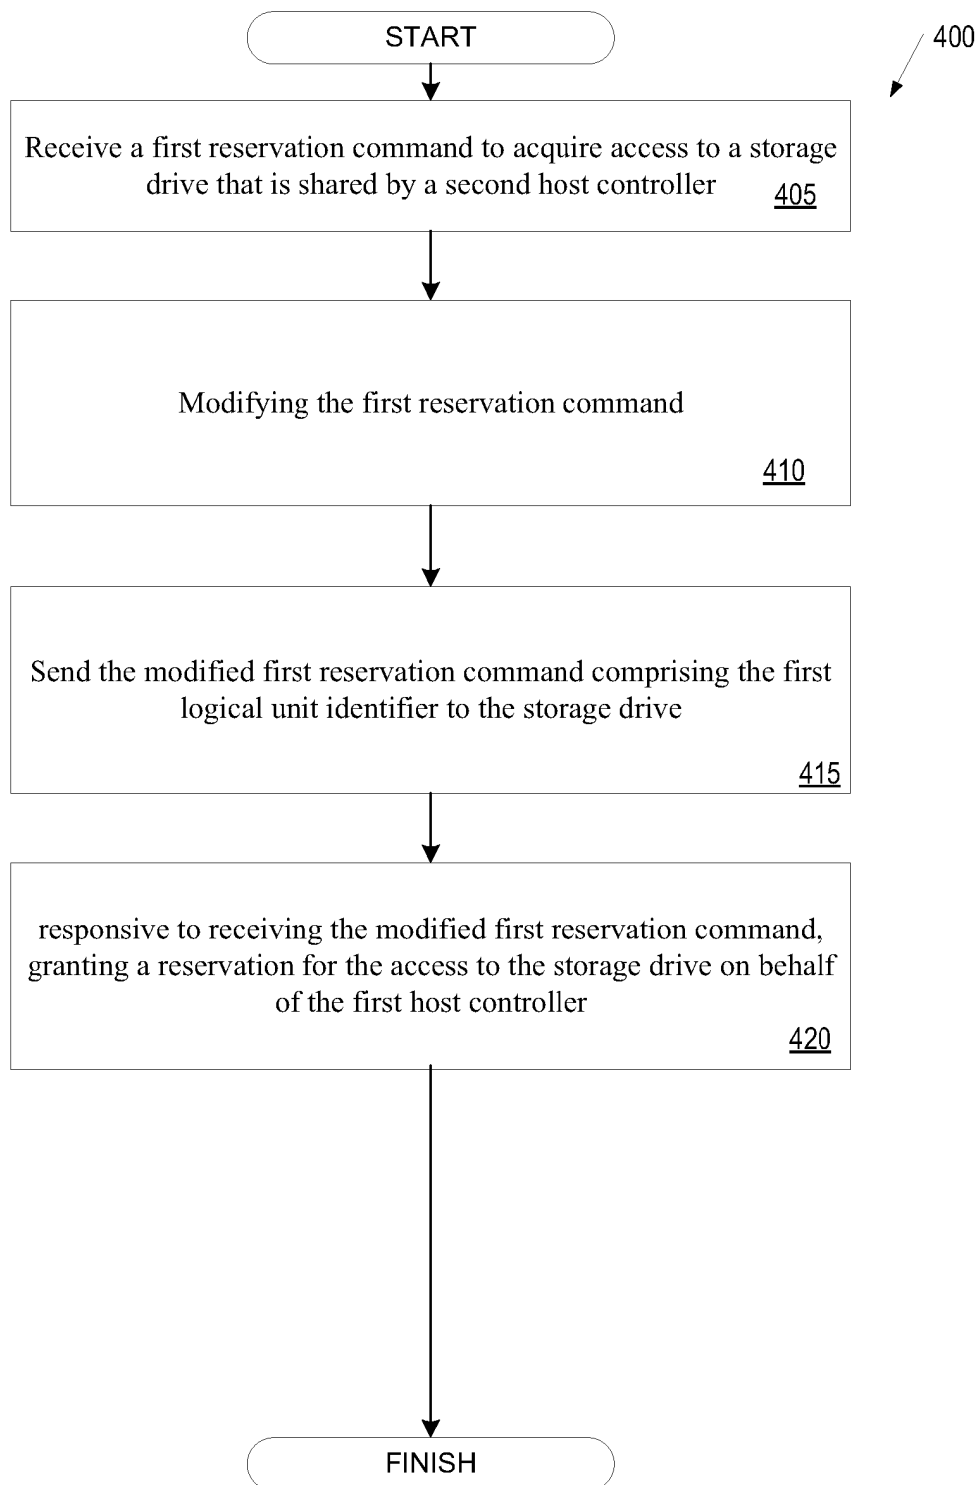 START
400
Receive a first reservation command to acquire access to a storage
drive that is shared by a second host controller
405
Modifying the first reservation command
410
Send the modified first reservation command comprising the first
logical unit identifier to the storage drive
415
responsive to receiving the modified first reservation command,
granting a reservation for the access to the storage drive on behalf
of the first host controller
420
FINISH